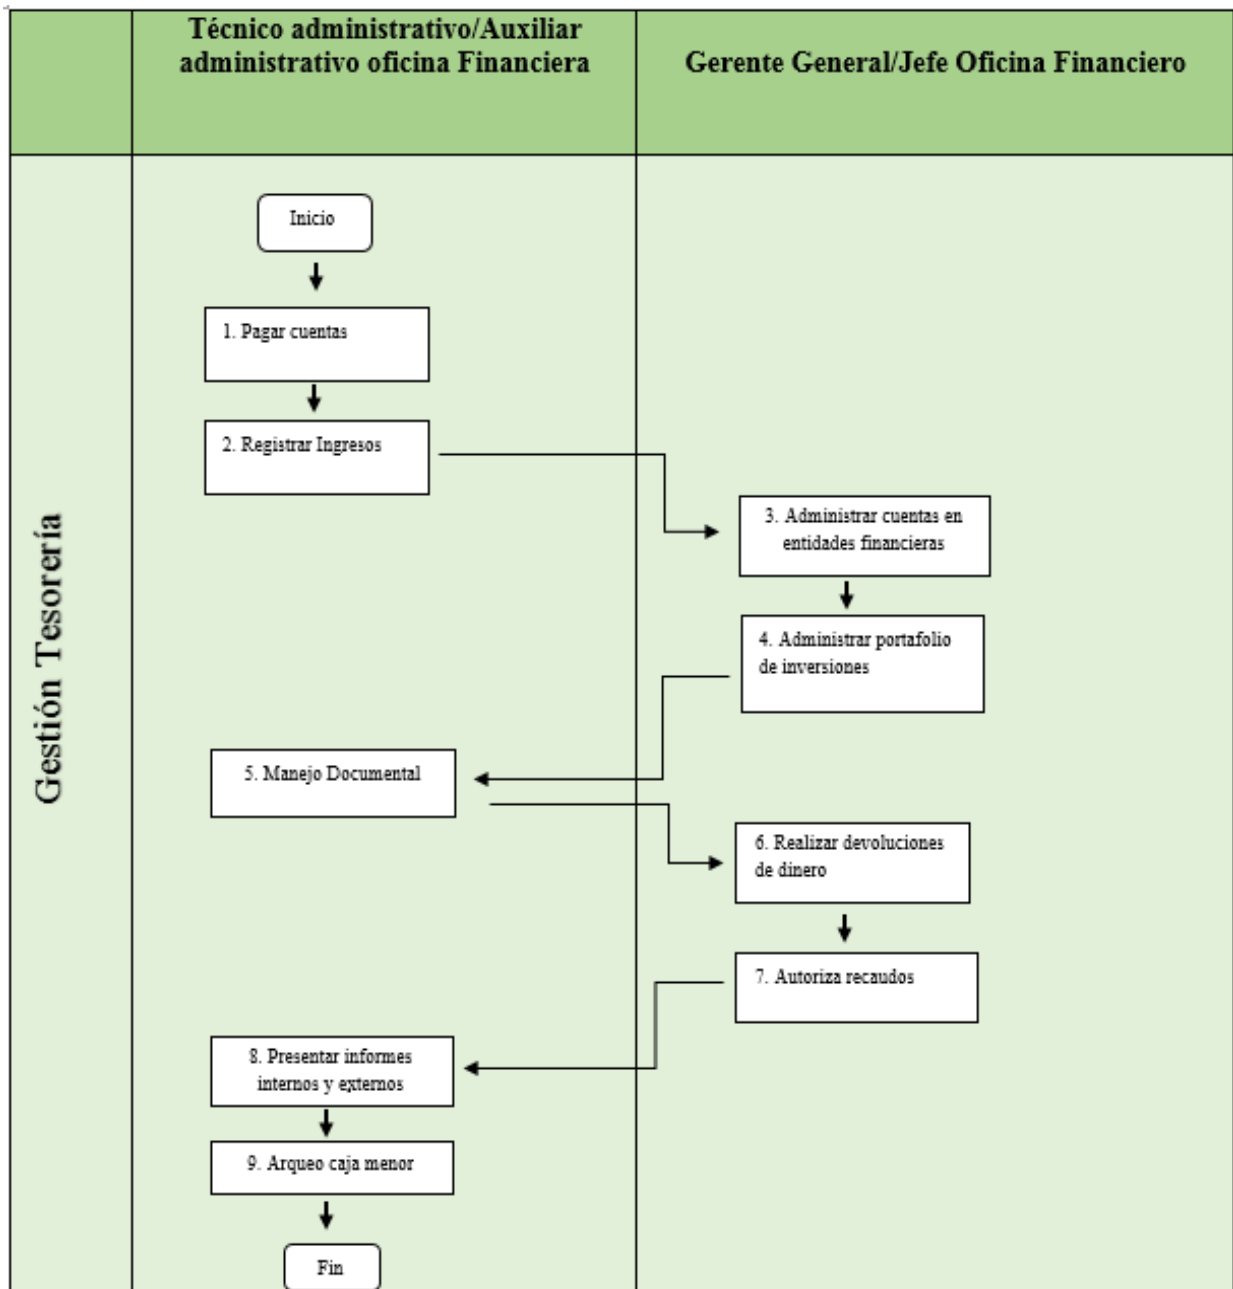 Técnico administrativo/Auxiliar
administrativo oficina Financiera
Gerente General/Jefe Oficina Financiero
Gestión Tesorería
Inicio
1. Pagar cuentas
2. Registrar Ingresos
3. Administrar cuentas en
entidades financieras
4. Administrar portafolio
de inversiones
5. Manejo Documental
6. Realizar devoluciones
de dinero
7. Autoriza recaudos
8. Presentar informes
internos y externos
9. Arqueo caja menor
Fin